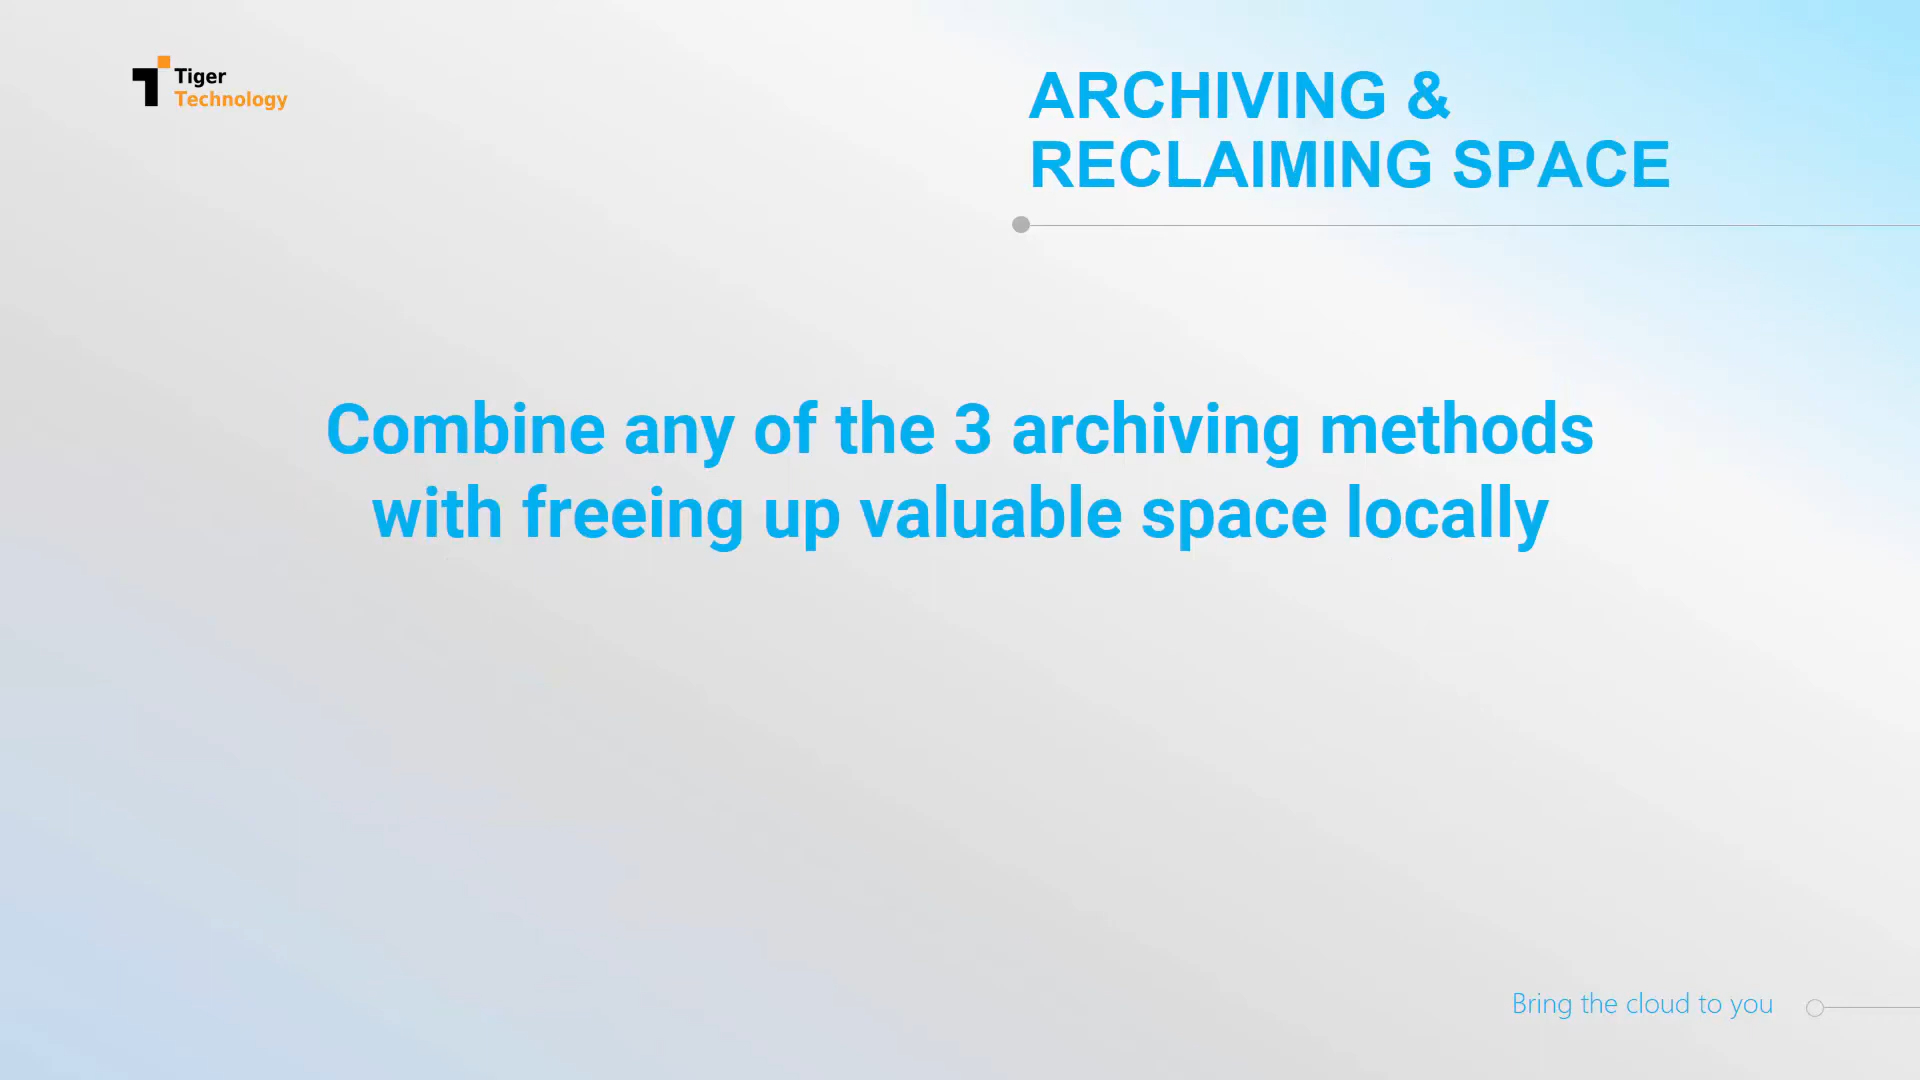 Tiger
Technology
ARCHIVING &
RECLAIMING SPACE
Combine any of the 3 archiving methods
with freeing up valuable space locally
Bring the cloud to you